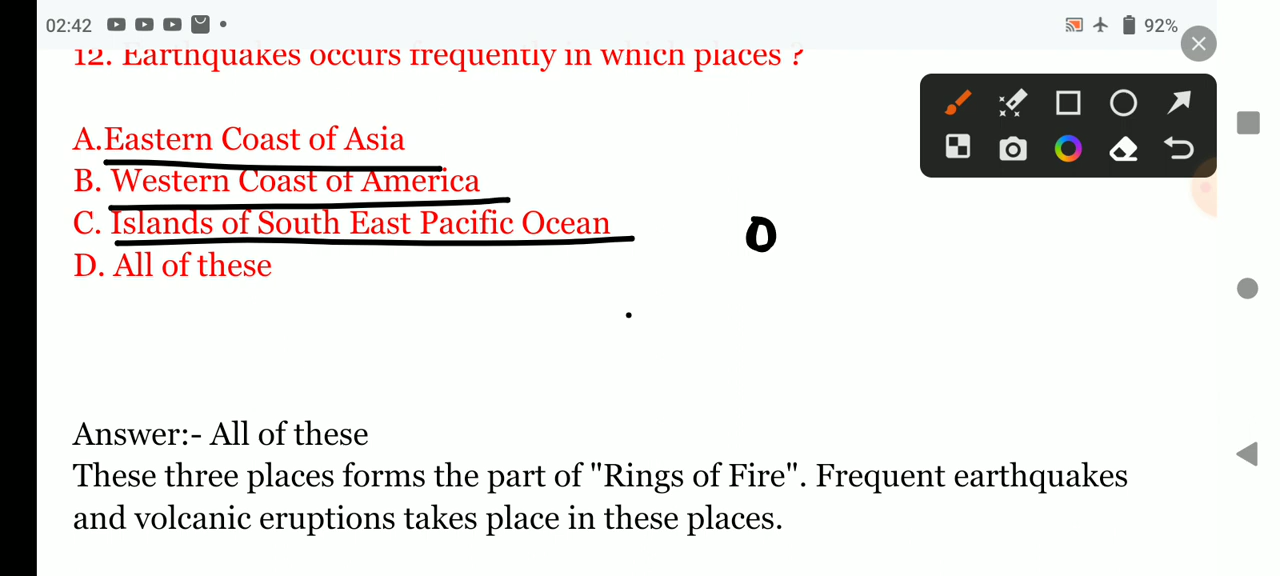 02:42
92%
12. Earthquakes occurs frequently in which places ?
A.Eastern Coast of Asia
B. Western Coast of America
C. Islands of South East Pacific Ocean
D. All of these
Answer:- All of these
These three places forms the part of "Rings of Fire". Frequent earthquakes
and volcanic eruptions takes place in these places.